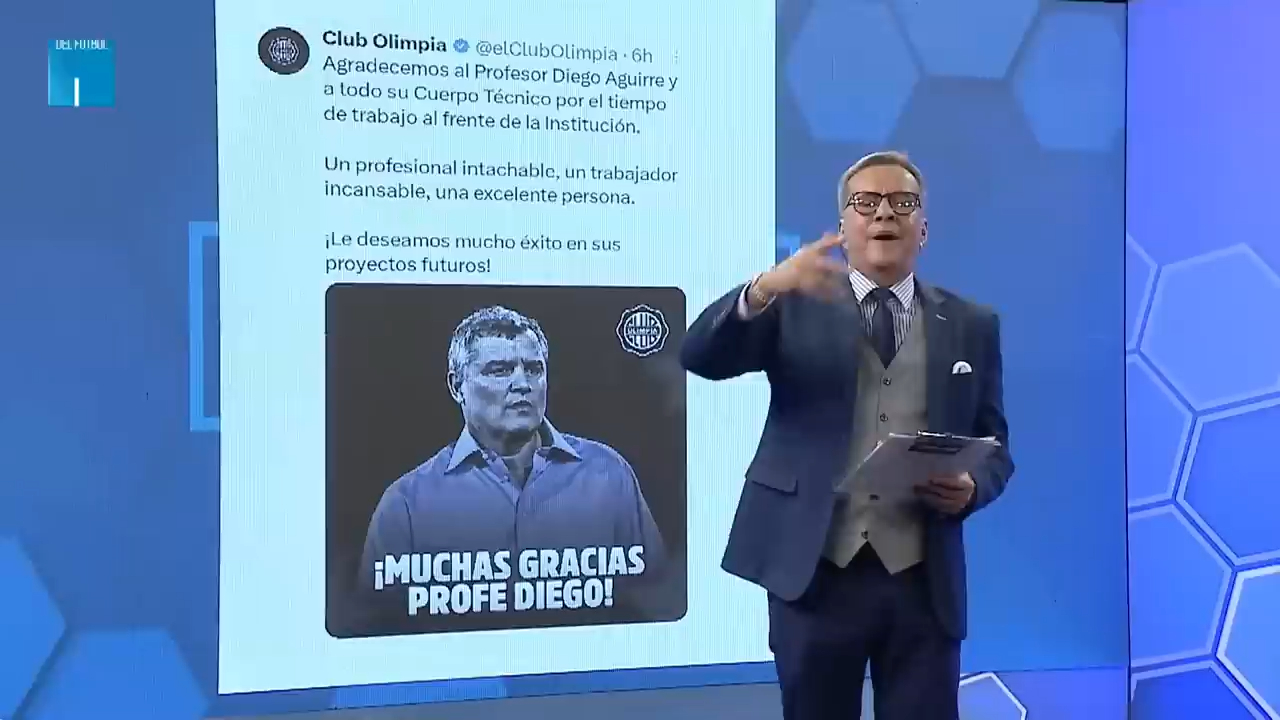 DEL FUTBOL
Club Olimpia @elClubOlimpia · 6h
Agradecemos al Profesor Diego Aguirre y
a todo su Cuerpo Técnico por el tiempo
de trabajo al frente de la Institución.
Un profesional intachable, un trabajador
incansable, una excelente persona.
¡Le deseamos mucho éxito en sus
proyectos futuros!
CLUB
OLIMPIA
CLUB
¡MUCHAS GRACIAS
PROFE DIEGO!